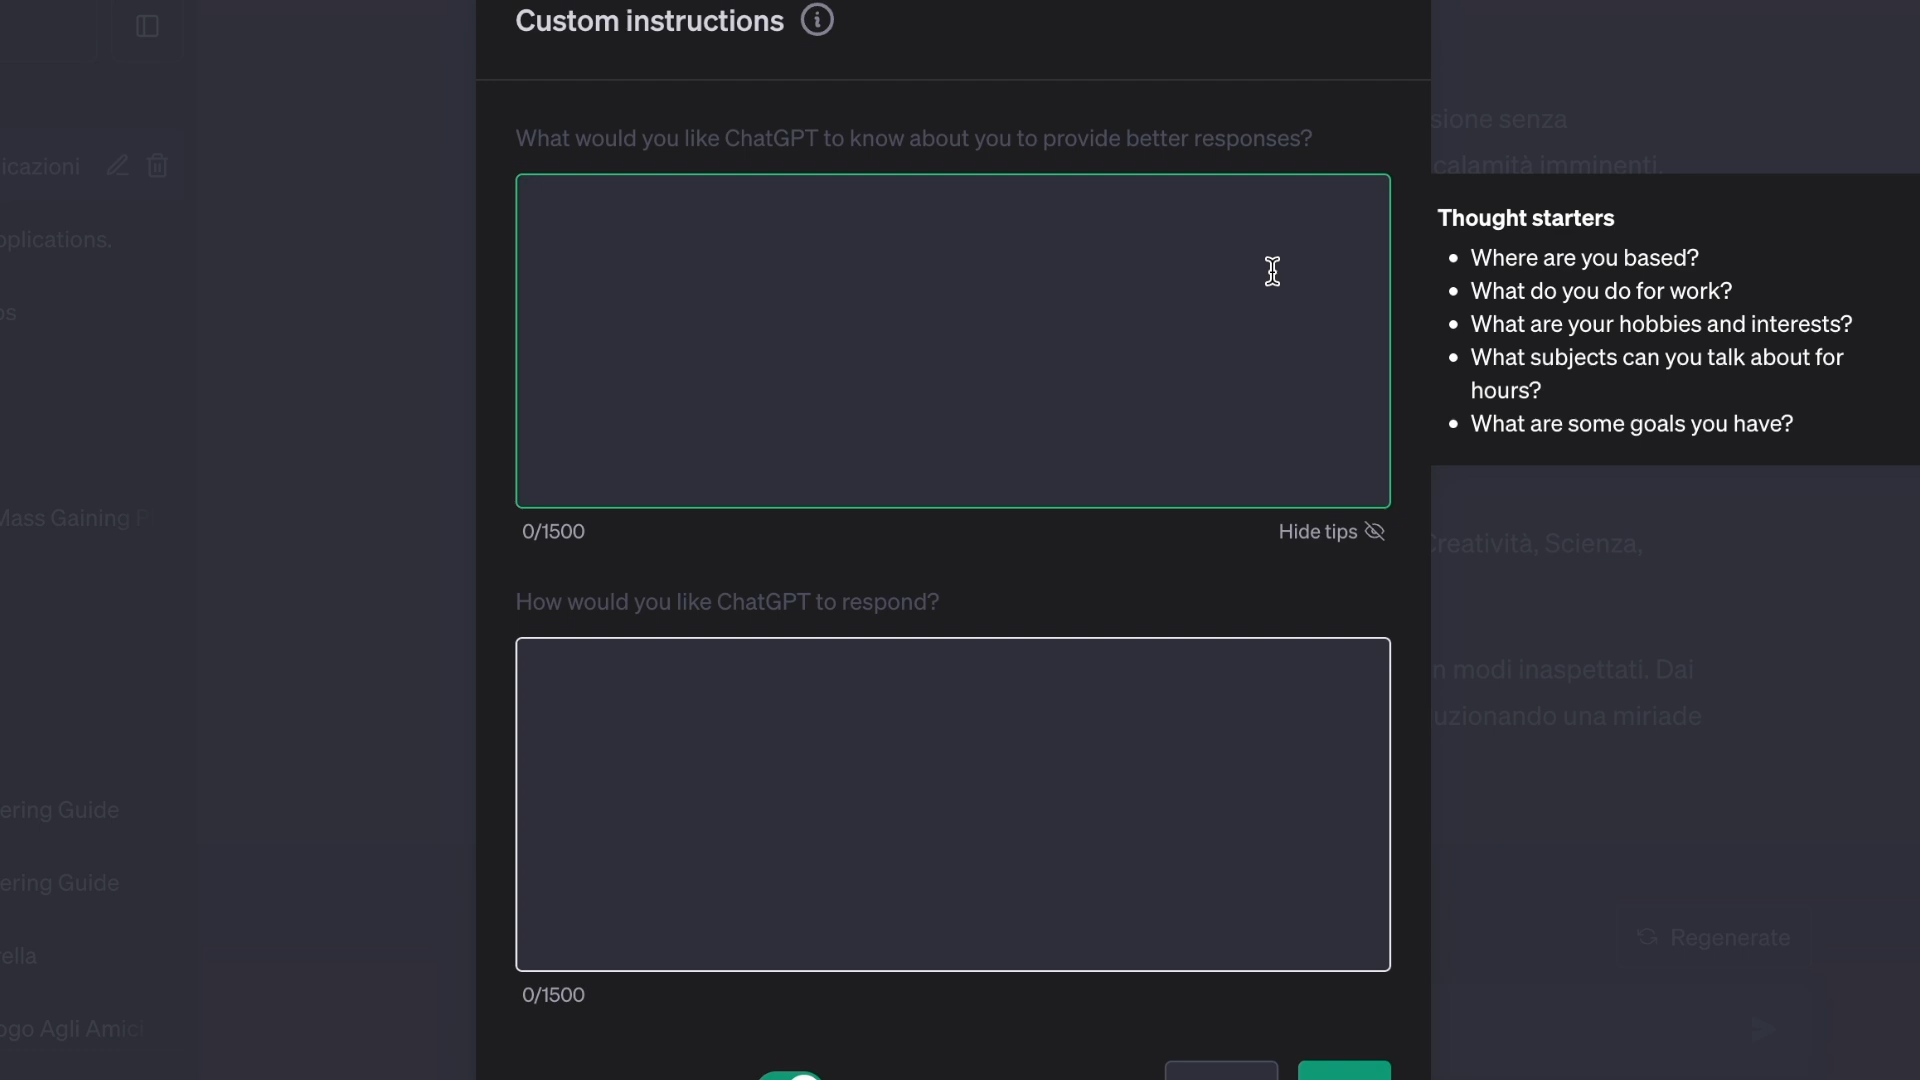 Custom instructions
What would you like ChatGPT to know about you to provide better responses?
0/1500
Hide tips
How would you like ChatGPT to respond?
0/1500
Thought starters
Where are you based?
What do you do for work?
What are your hobbies and interests?
What subjects can you talk about for
hours?
What are some goals you have?
icazioni
pplications.
os
Mass Gaining
ering Guide
ering Guide
rella
ogo Agli Amici
sione senza
calamità imminenti.
Creatività, Scienza,
n modi inaspettati. Dai
uzionando una miriade
Regenerate